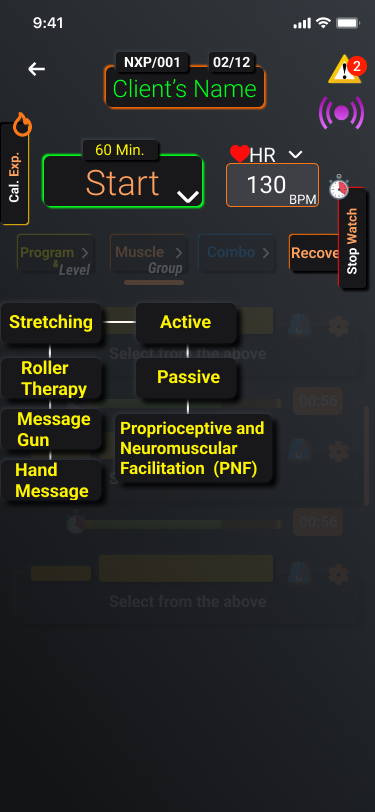 9:41
NXP/001 02/12
Client's Name
2
Cal. Exp.
60 Min.
Start
HR
130
BPM
Stop Watch
Program
&
Level
Muscle
Group
Combo
Recove
Stretching
Active
Select from the above
Roller
Therapy
Passive
00:56
Message
Gun
Proprioceptive and
Neuromuscular
Facilitation (PNF)
Hand
Message
00:56
Select from the above